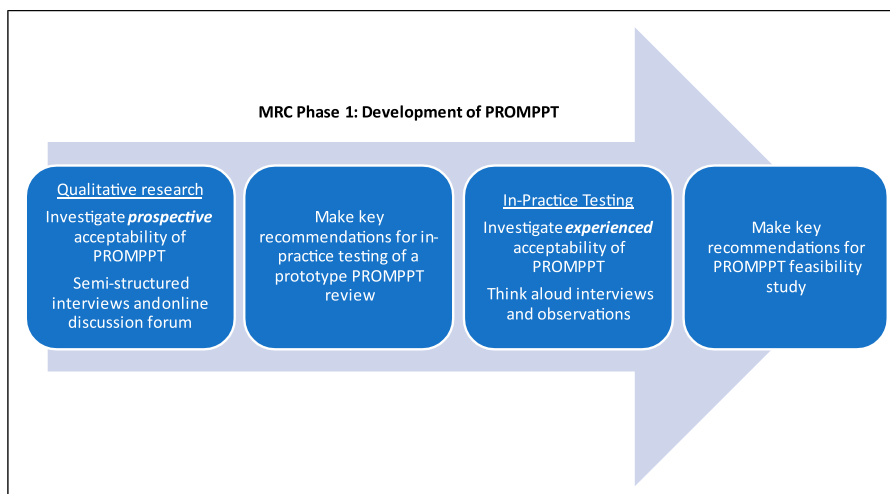 MRC Phase 1: Development of PROMPPT
Qualitative research
Investigate prospective
acceptability of
PROMPPT
Semi-structured
interviews and online
discussion forum
Make key
recommendations for in-
practice testing of a
prototype PROMPPT
review
In-Practice Testing
Investigate experienced
acceptability of
PROMPPT
Think aloud interviews
and observations
Make key
recommendations for
PROMPPT feasibility
study